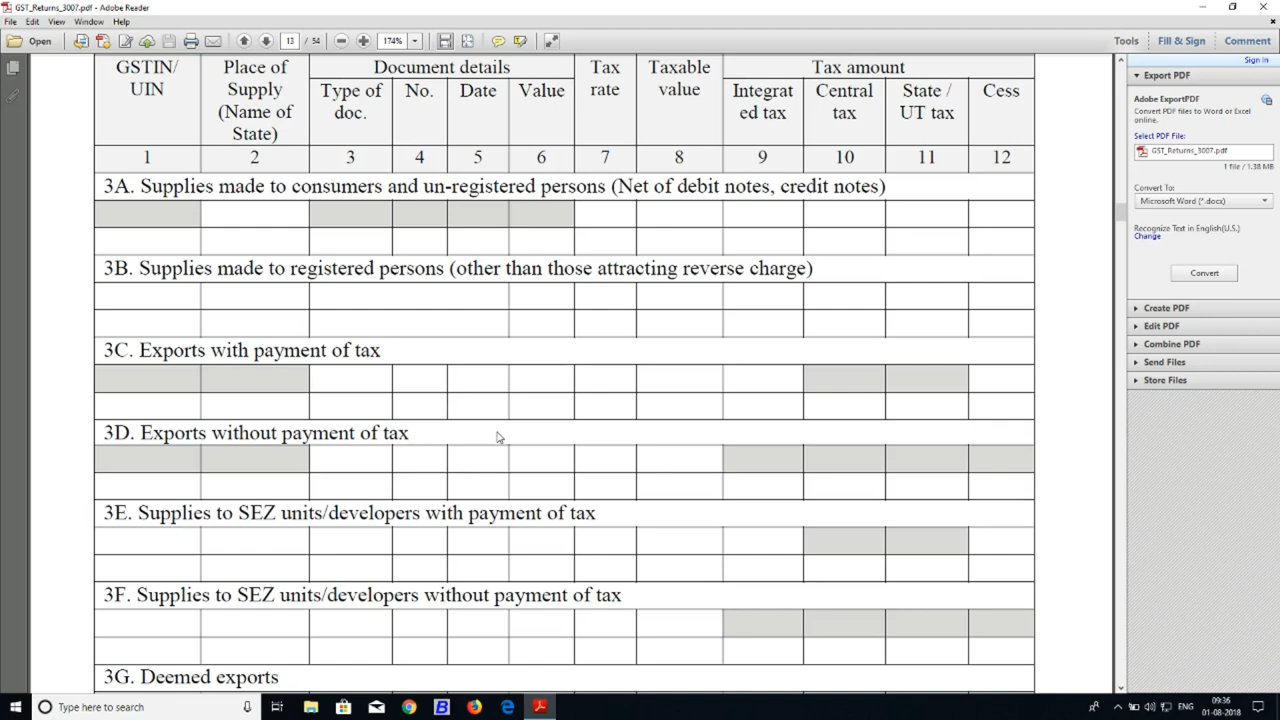 GST_Returns_3007.pdf - Adobe Reader
File Edit View Window Help
Open 13 / 54 174% Tools Fill & Sign Comment
Sign In
GSTIN/ UIN
Place of Supply (Name of State)
Document details
Type of doc. No. Date Value
Tax rate
Taxable value
Tax amount
Integrat ed tax
Central tax
State / UT tax
Cess
1 2 3 4 5 6 7 8 9 10 11 12
3A. Supplies made to consumers and un-registered persons (Net of debit notes, credit notes)
3B. Supplies made to registered persons (other than those attracting reverse charge)
3C. Exports with payment of tax
3D. Exports without payment of tax
3E. Supplies to SEZ units/developers with payment of tax
3F. Supplies to SEZ units/developers without payment of tax
3G. Deemed exports
Export PDF
Adobe ExportPDF
Convert PDF files to Word or Excel
online.
Select PDF File:
GST_Returns_3007.pdf
1 file / 1.38 MB
Convert To:
Microsoft Word (*.docx)
Recognize Text in English(U.S.)
Change
Convert
Create PDF
Edit PDF
Combine PDF
Send Files
Store Files
Type here to search
ENG
09:36
01-08-2018